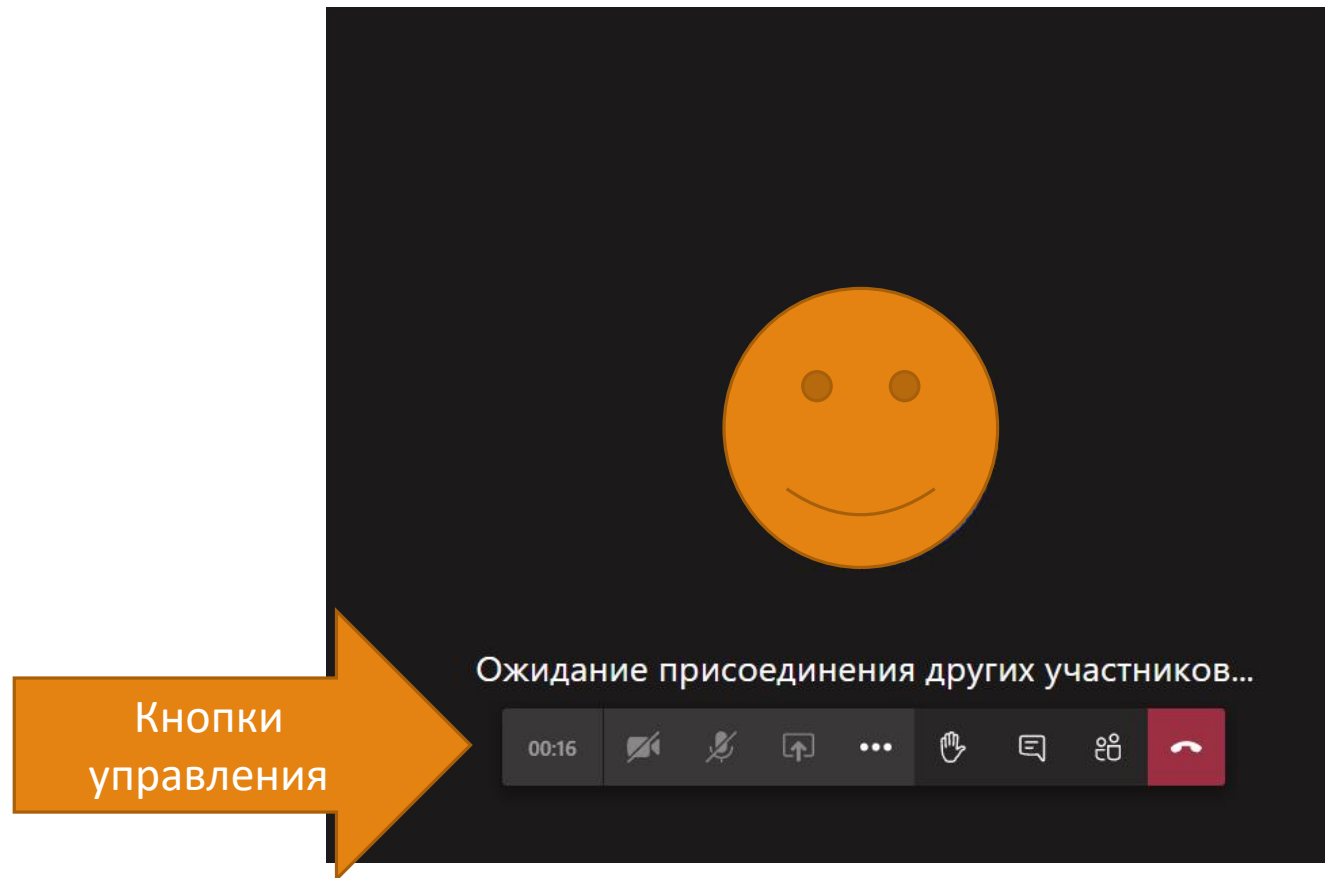 Ожидание присоединения других участников...
Кнопки
управления
00:16